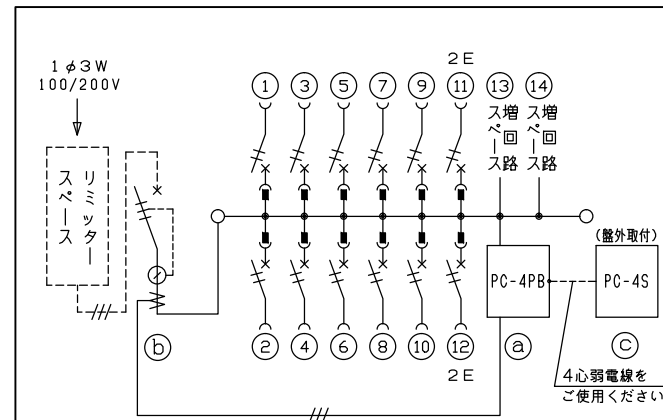 1φ3W
100/200V
リミッター
スペース
2E
① ③ ⑤ ⑦ ⑨ ⑪ ⑬ ⑭
増回路
スペース
増回路
スペース
(盤外取付)
PC-4PB
PC-4S
ⓑ ② ④ ⑥ ⑧ ⑩ ⑫ ⓐ ⓒ
2E
4心弱電線を
ご使用ください